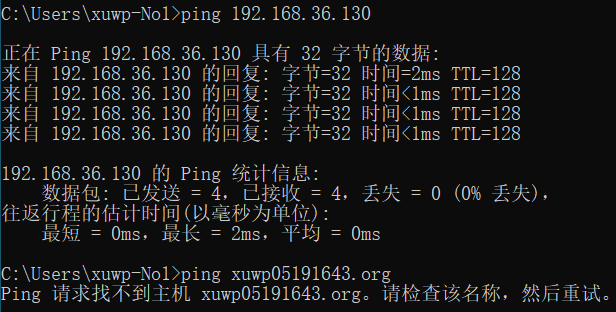 C:\Users\xuwp-No1>ping 192.168.36.130
正在 Ping 192.168.36.130 具有 32 字节的数据:
来自 192.168.36.130 的回复: 字节=32 时间=2ms TTL=128
来自 192.168.36.130 的回复: 字节=32 时间<1ms TTL=128
来自 192.168.36.130 的回复: 字节=32 时间<1ms TTL=128
来自 192.168.36.130 的回复: 字节=32 时间<1ms TTL=128
192.168.36.130 的 Ping 统计信息:
数据包: 已发送 = 4，已接收 = 4，丢失 = 0 (0% 丢失)，
往返行程的估计时间(以毫秒为单位):
最短 = 0ms，最长 = 2ms，平均 = 0ms
C:\Users\xuwp-No1>ping xuwp05191643.org
Ping 请求找不到主机 xuwp05191643.org。请检查该名称，然后重试。